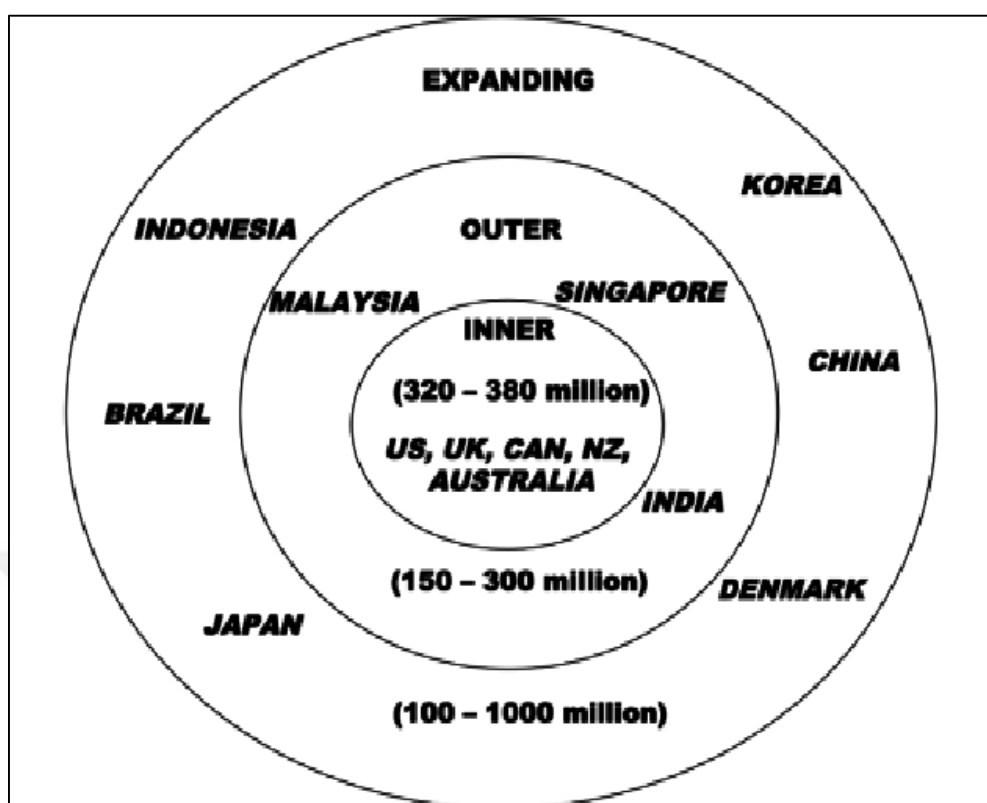 EXPANDING
KOREA
INDONESIA
OUTER
MALAYSIA
SINGAPORE
INNER
(320 – 380 million)
CHINA
BRAZIL
US, UK, CAN, NZ,
AUSTRALIA
INDIA
(150 – 300 million)
DENMARK
JAPAN
(100 – 1000 million)